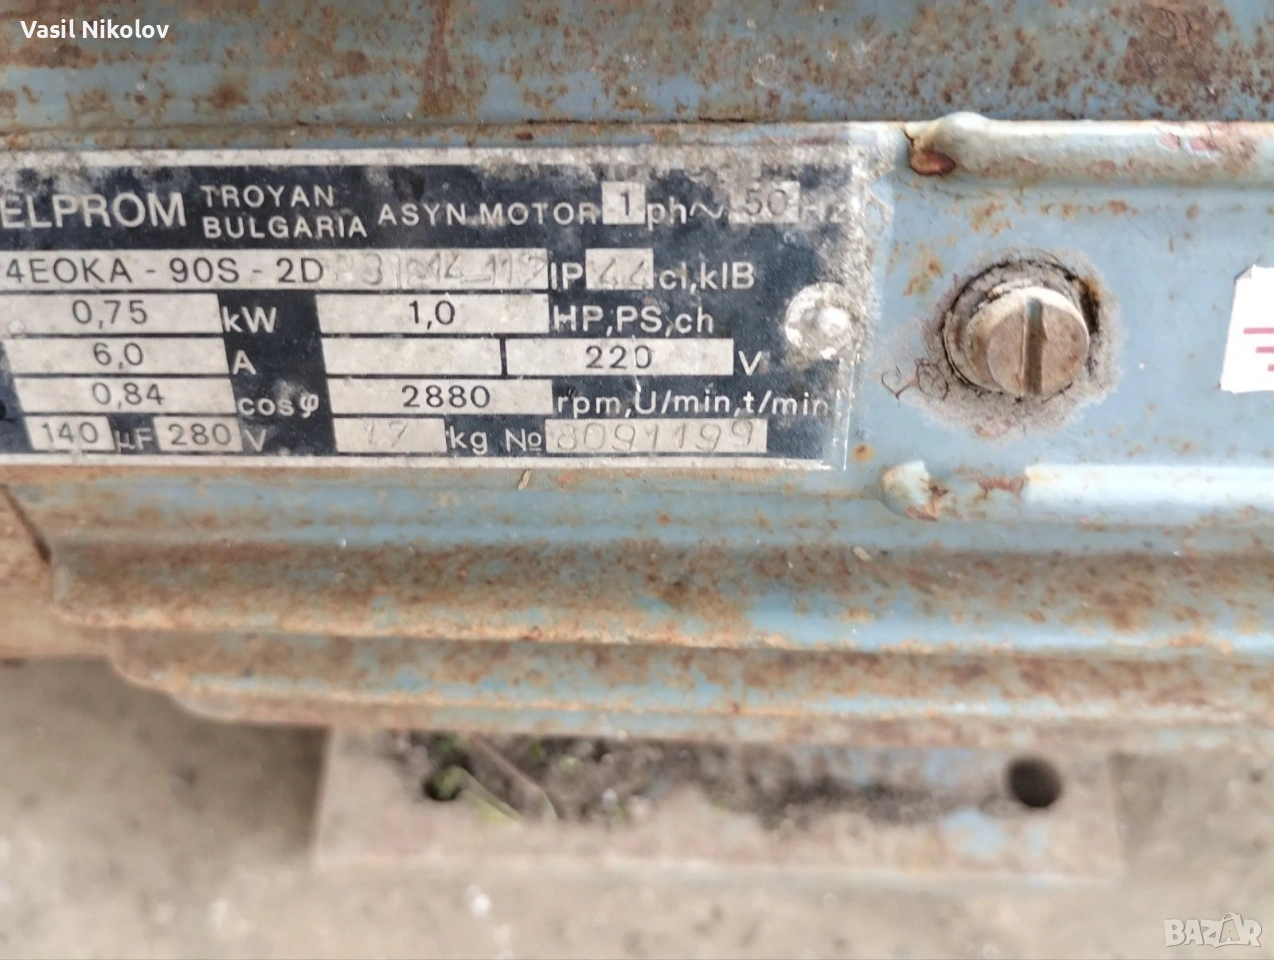 Vasil Nikolov
ELPROM TROYAN BULGARIA ASYN. MOTOR 1 ph~ 50 Hz
4EOKA - 90S - 2D IP 44 cl,klB
0,75 kW 1,0 HP,PS,ch
6,0 A 220 V
0,84 cosφ 2880 rpm,U/min,t/min
140 µF 280 V 17 kg № 8091199
BAZAR